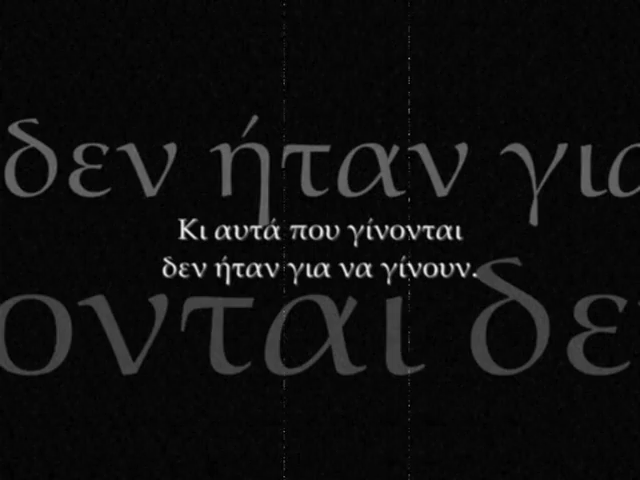 δεν ήταν για
Κι αυτά που γίνονται
δεν ήταν για να γίνουν.
ονται δε